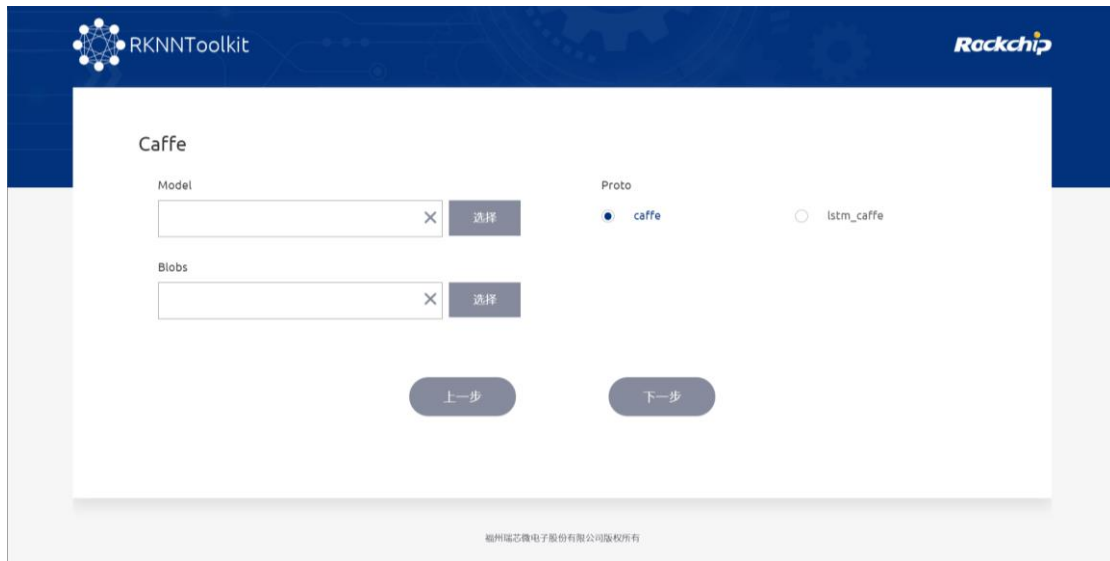 RKNNToolkit
Rockchip
Caffe
Model
选择
Proto
caffe
lstm_caffe
Blobs
选择
上一步
下一步
福州瑞芯微电子股份有限公司版权所有